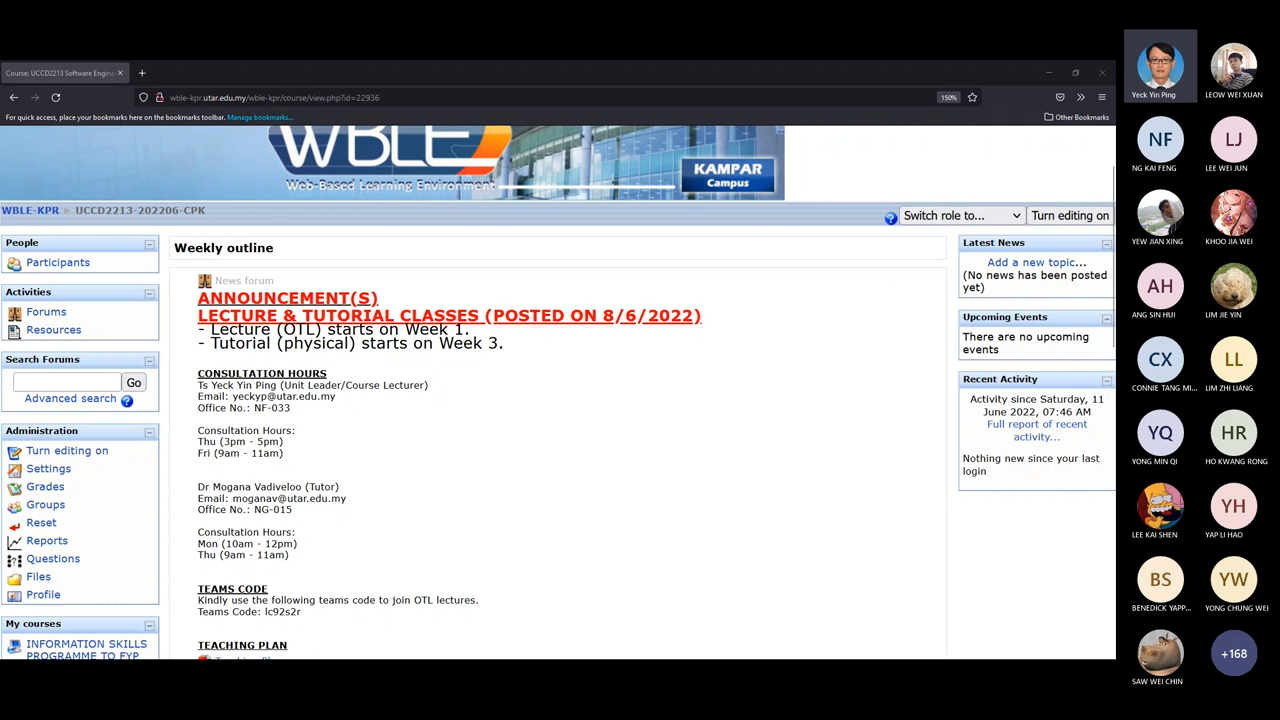 Course: UCCD2213 Software Engine
wble-kpr.utar.edu.my/wble-kpr/course/view.php?id=22936
150%
For quick access, place your bookmarks here on the bookmarks toolbar. Manage bookmarks...
Other Bookmarks
WBLE
Web-Based Learning Environment
KAMPAR
Campus
WBLE-KPR ► UCCD2213-202206-CPK
Switch role to...
Turn editing on
People
Participants
Activities
Forums
Resources
Search Forums
Go
Advanced search
Administration
Turn editing on
Settings
Grades
Groups
Reset
Reports
Questions
Files
Profile
My courses
INFORMATION SKILLS
PROGRAMME TO FYP
Weekly outline
News forum
ANNOUNCEMENT(S)
LECTURE & TUTORIAL CLASSES (POSTED ON 8/6/2022)
- Lecture (OTL) starts on Week 1.
- Tutorial (physical) starts on Week 3.
CONSULTATION HOURS
Ts Yeck Yin Ping (Unit Leader/Course Lecturer)
Email: yeckyp@utar.edu.my
Office No.: NF-033
Consultation Hours:
Thu (3pm - 5pm)
Fri (9am - 11am)
Dr Mogana Vadiveloo (Tutor)
Email: moganav@utar.edu.my
Office No.: NG-015
Consultation Hours:
Mon (10am - 12pm)
Thu (9am - 11am)
TEAMS CODE
Kindly use the following teams code to join OTL lectures.
Teams Code: lc92s2r
TEACHING PLAN
Latest News
Add a new topic...
(No news has been posted
yet)
Upcoming Events
There are no upcoming
events
Recent Activity
Activity since Saturday, 11
June 2022, 07:46 AM
Full report of recent
activity...
Nothing new since your last
login
Yeck Yin Ping
LEOW WEI XUAN
NF
NG KAI FENG
LJ
LEE WEI JUN
YEW JIAN XING
KHOO JIA WEI
AH
ANG SIN HUI
LIM JIE YIN
CX
CONNIE TANG MI...
LL
LIM ZHI LIANG
YQ
YONG MIN QI
HR
HO KWANG RONG
LEE KAI SHEN
YH
YAP LI HAO
BS
BENEDICK YAPP...
YW
YONG CHUNG WEI
SAW WEI CHIN
+168